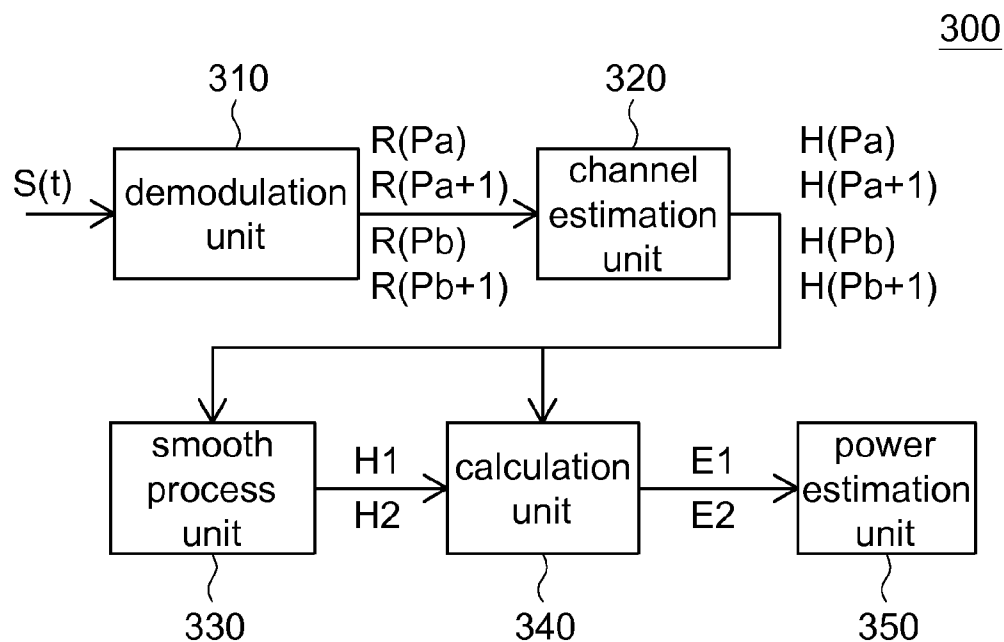 300
310
320
S(t)
demodulation
unit
R(Pa)
R(Pa+1)
R(Pb)
R(Pb+1)
channel
estimation
unit
H(Pa)
H(Pa+1)
H(Pb)
H(Pb+1)
smooth
process
unit
H1
H2
calculation
unit
E1
E2
power
estimation
unit
330
340
350